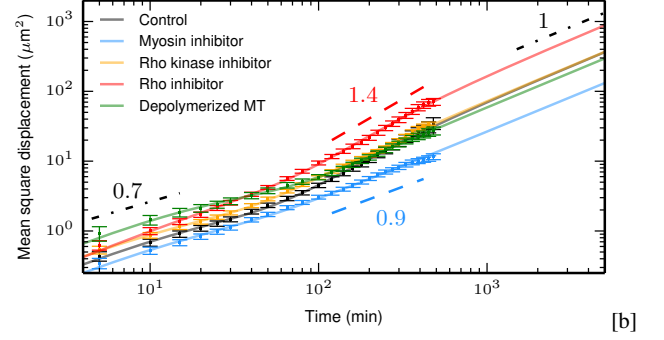 Mean square displacement (μm²)
10³
10²
10¹
10⁰
Control
Myosin inhibitor
Rho kinase inhibitor
Rho inhibitor
Depolymerized MT
1
1.4
0.7
0.9
10¹
10²
10³
Time (min)
[b]